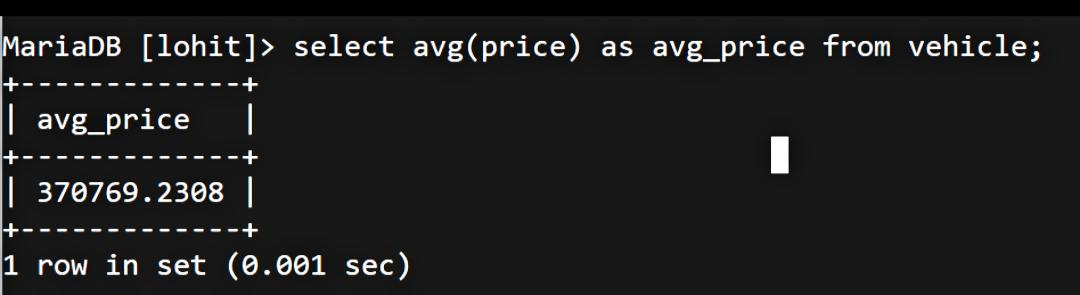 MariaDB [lohit]> select avg(price) as avg_price from vehicle;
+-------------+
| avg_price   |
+-------------+
| 370769.2308 |
+-------------+
1 row in set (0.001 sec)